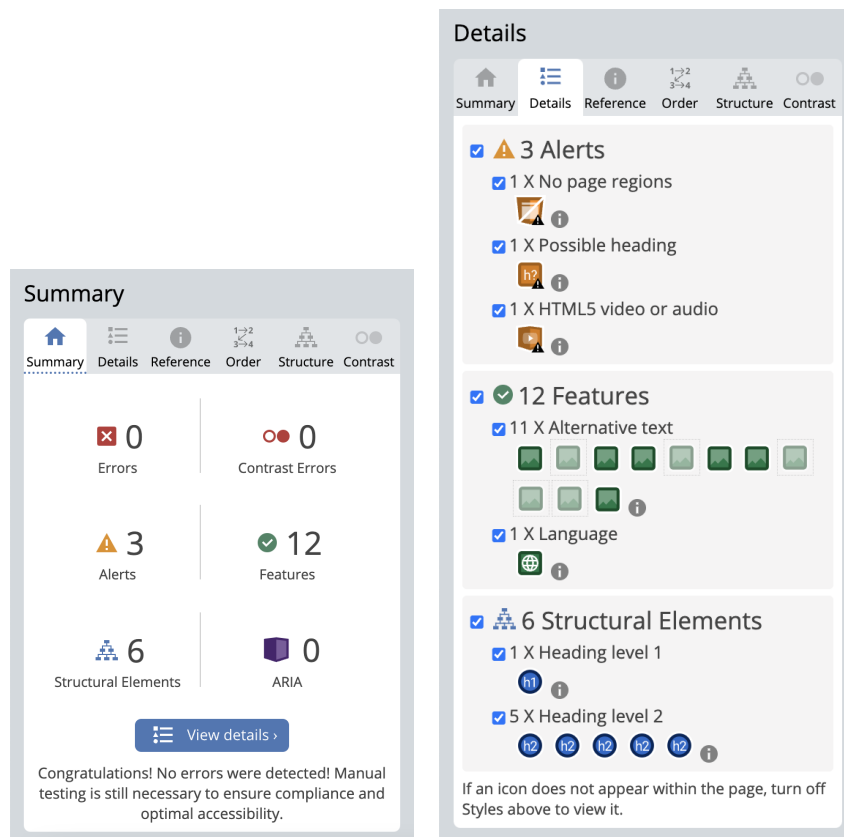 Summary
Summary Details Reference Order Structure Contrast
1 2
3 4
0
Errors
0
Contrast Errors
3
Alerts
12
Features
6
Structural Elements
0
ARIA
View details ›
Congratulations! No errors were detected! Manual
testing is still necessary to ensure compliance and
optimal accessibility.
Details
1 2
3 4
Summary Details Reference Order Structure Contrast
3 Alerts
1 X No page regions
1 X Possible heading
h?
1 X HTML5 video or audio
12 Features
11 X Alternative text
1 X Language
6 Structural Elements
1 X Heading level 1
h1
5 X Heading level 2
h2 h2 h2 h2 h2
If an icon does not appear within the page, turn off
Styles above to view it.